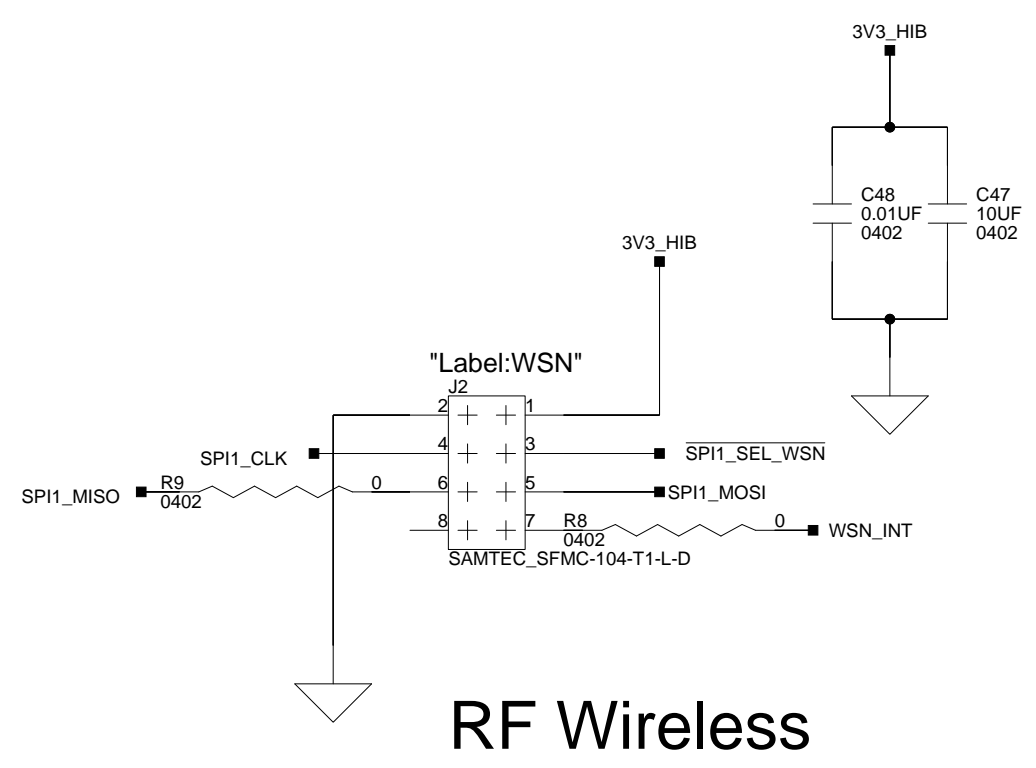 3V3_HIB
C48
0.01UF
0402
C47
10UF
0402
3V3_HIB
"Label:WSN"
J2
2
1
SPI1_CLK
4
3
SPI1_SEL_WSN
SPI1_MISO
R9
0402
0
6
5
SPI1_MOSI
8
7
R8
0402
0
WSN_INT
SAMTEC_SFMC-104-T1-L-D
RF Wireless